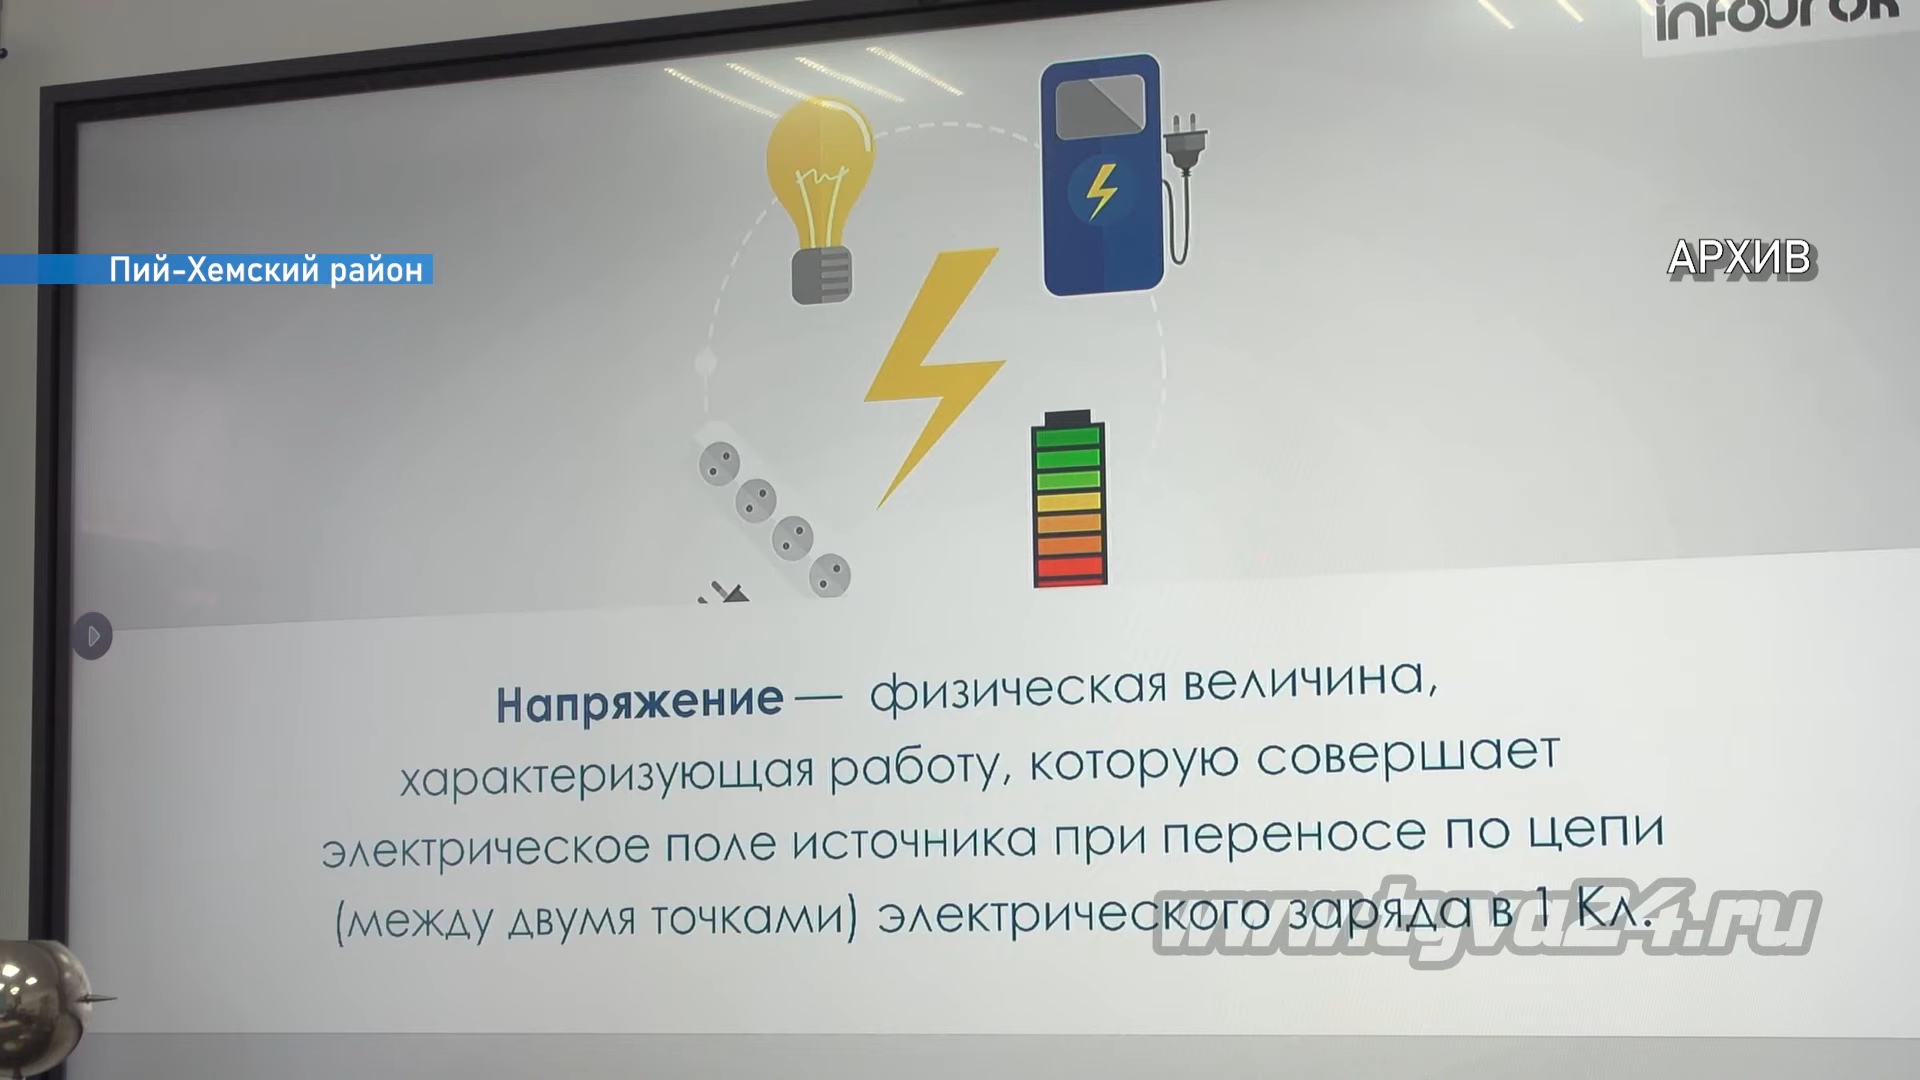 infourok
Пий-Хемский район
АРХИВ
Напряжение — физическая величина,
характеризующая работу, которую совершает
электрическое поле источника при переносе по цепи
(между двумя точками) электрического заряда в 1 Кл.
www.tyva24.ru